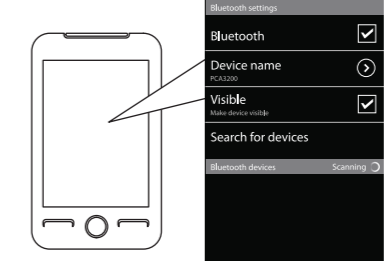 Bluetooth settings
Bluetooth
Device name
PCA3200
Visible
Make device visible
Search for devices
Bluetooth devices Scanning